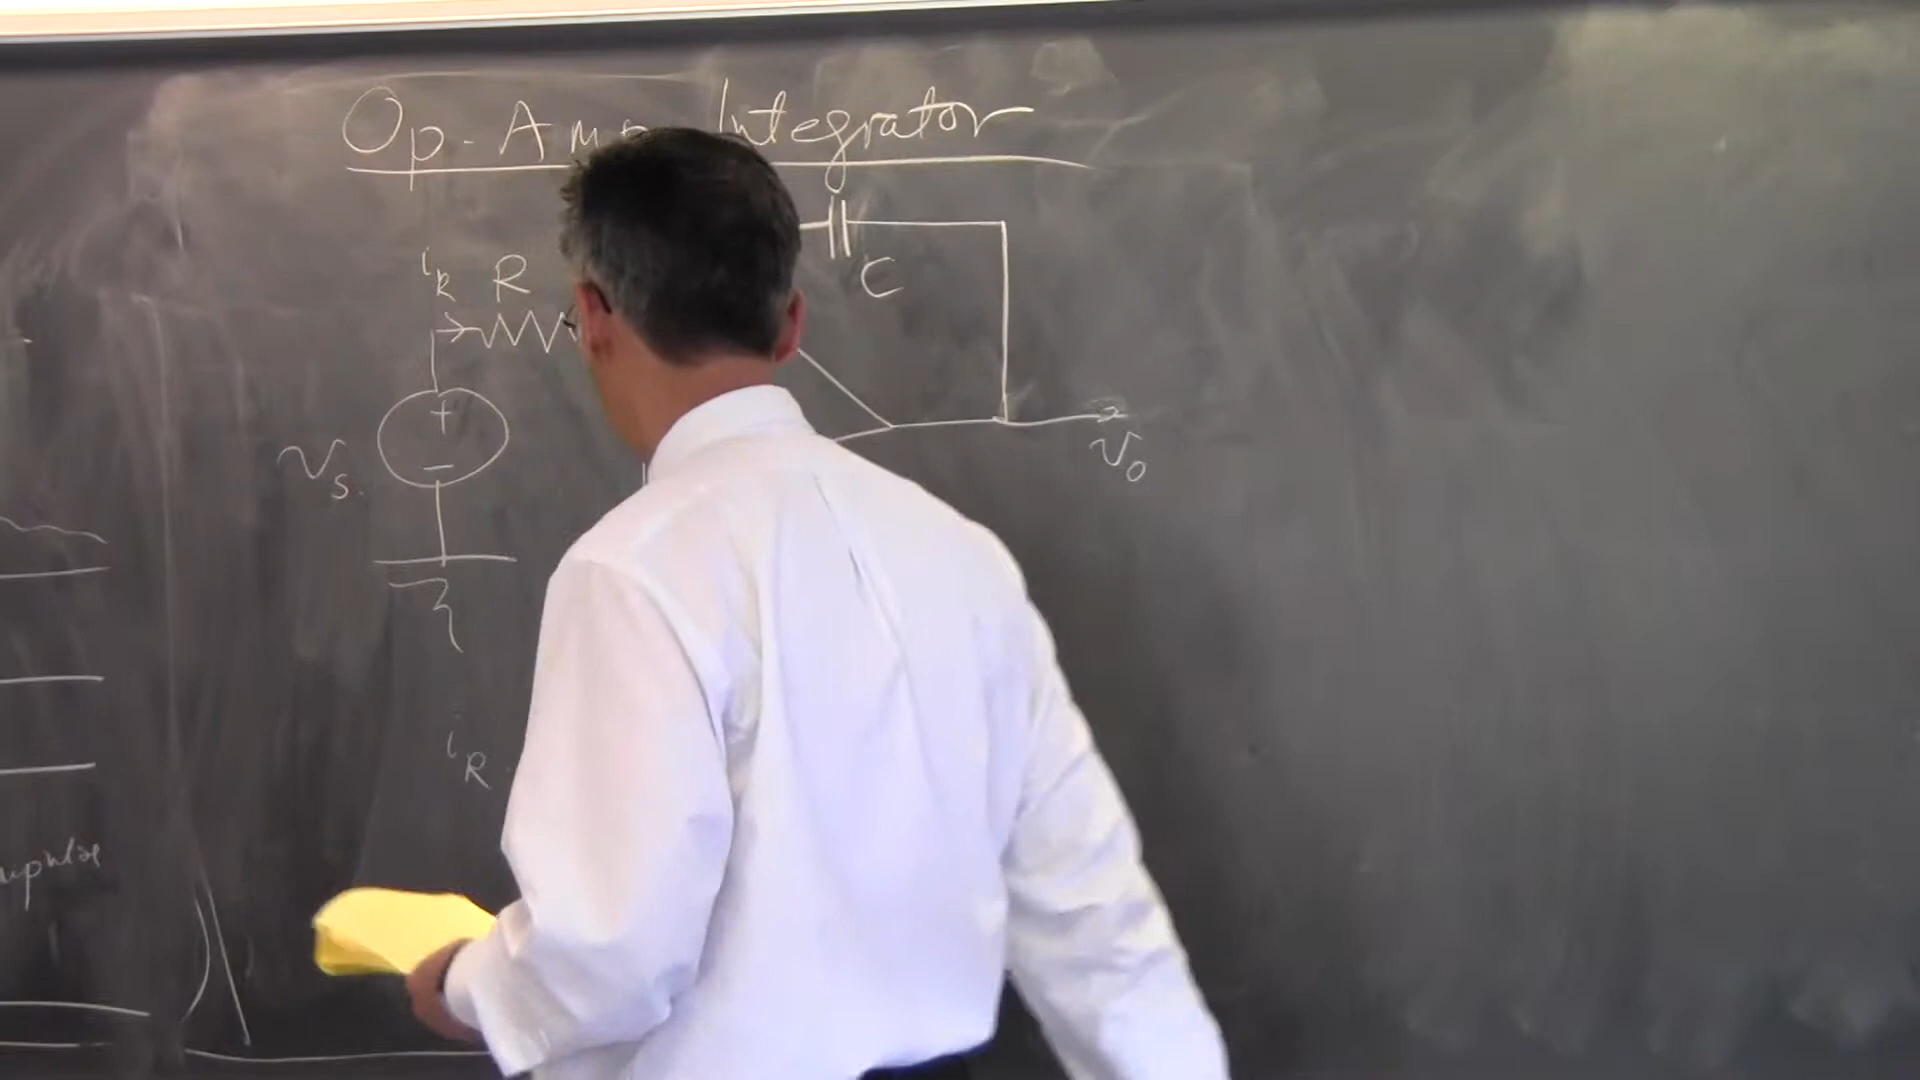 Op-Amp Integrator
i_R R
C
+
−
v_s
v_o
i_R